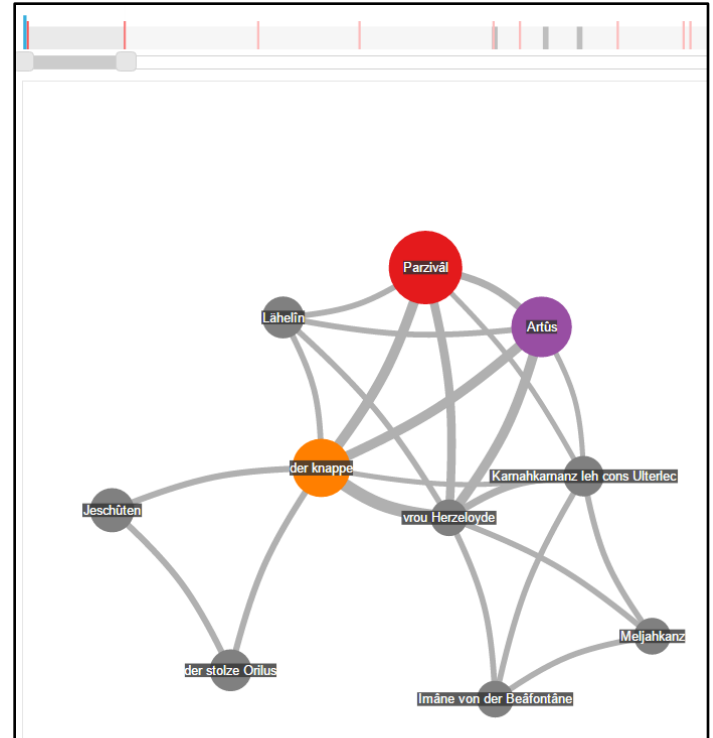 Parzivâl
Lähelîn
Artûs
der knappe
Karnahkarnanz leh cons Ulterlec
Jeschûten
vrou Herzeloyde
Meljahkanz
der stolze Orilus
Imâne von der Beâfontâne